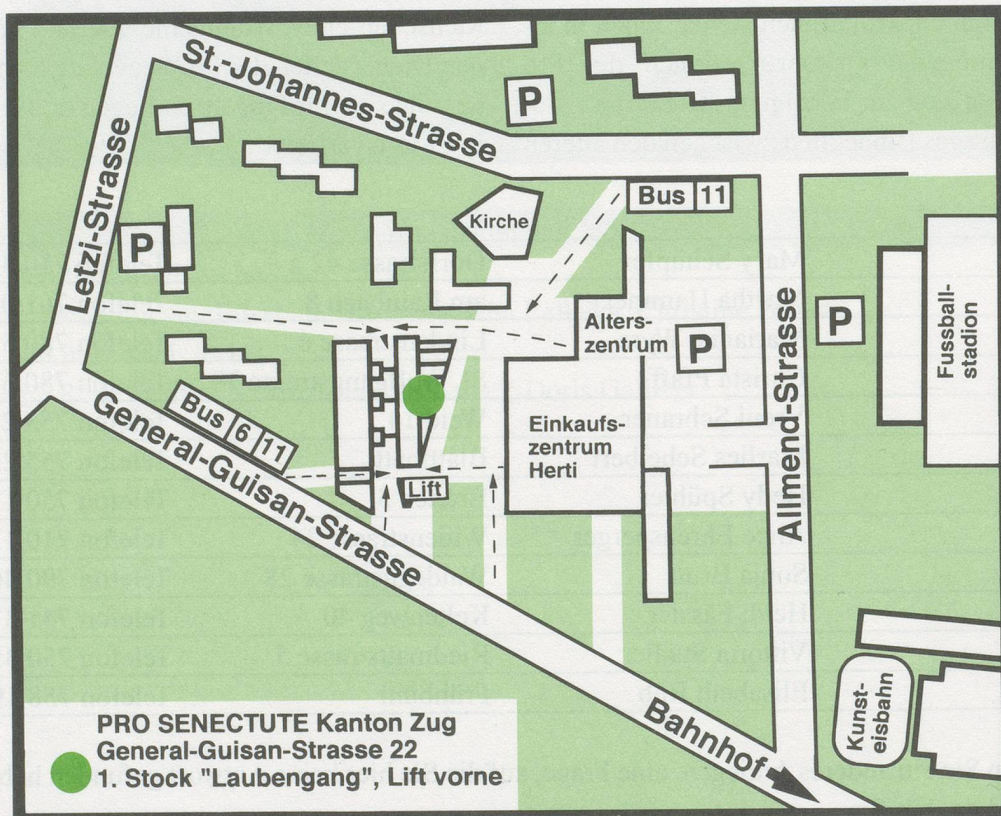 St.-Johannes-Strasse
P
Bus 11
Letzi-Strasse
Kirche
P
Alters-
zentrum
P
P
Fussball-
stadion
Allmend-Strasse
Bus 6 11
Einkaufs-
zentrum
Herti
Lift
General-Guisan-Strasse
Kunst-
eisbahn
Bahnhof
PRO SENECTUTE Kanton Zug
General-Guisan-Strasse 22
1. Stock "Laubengang", Lift vorne